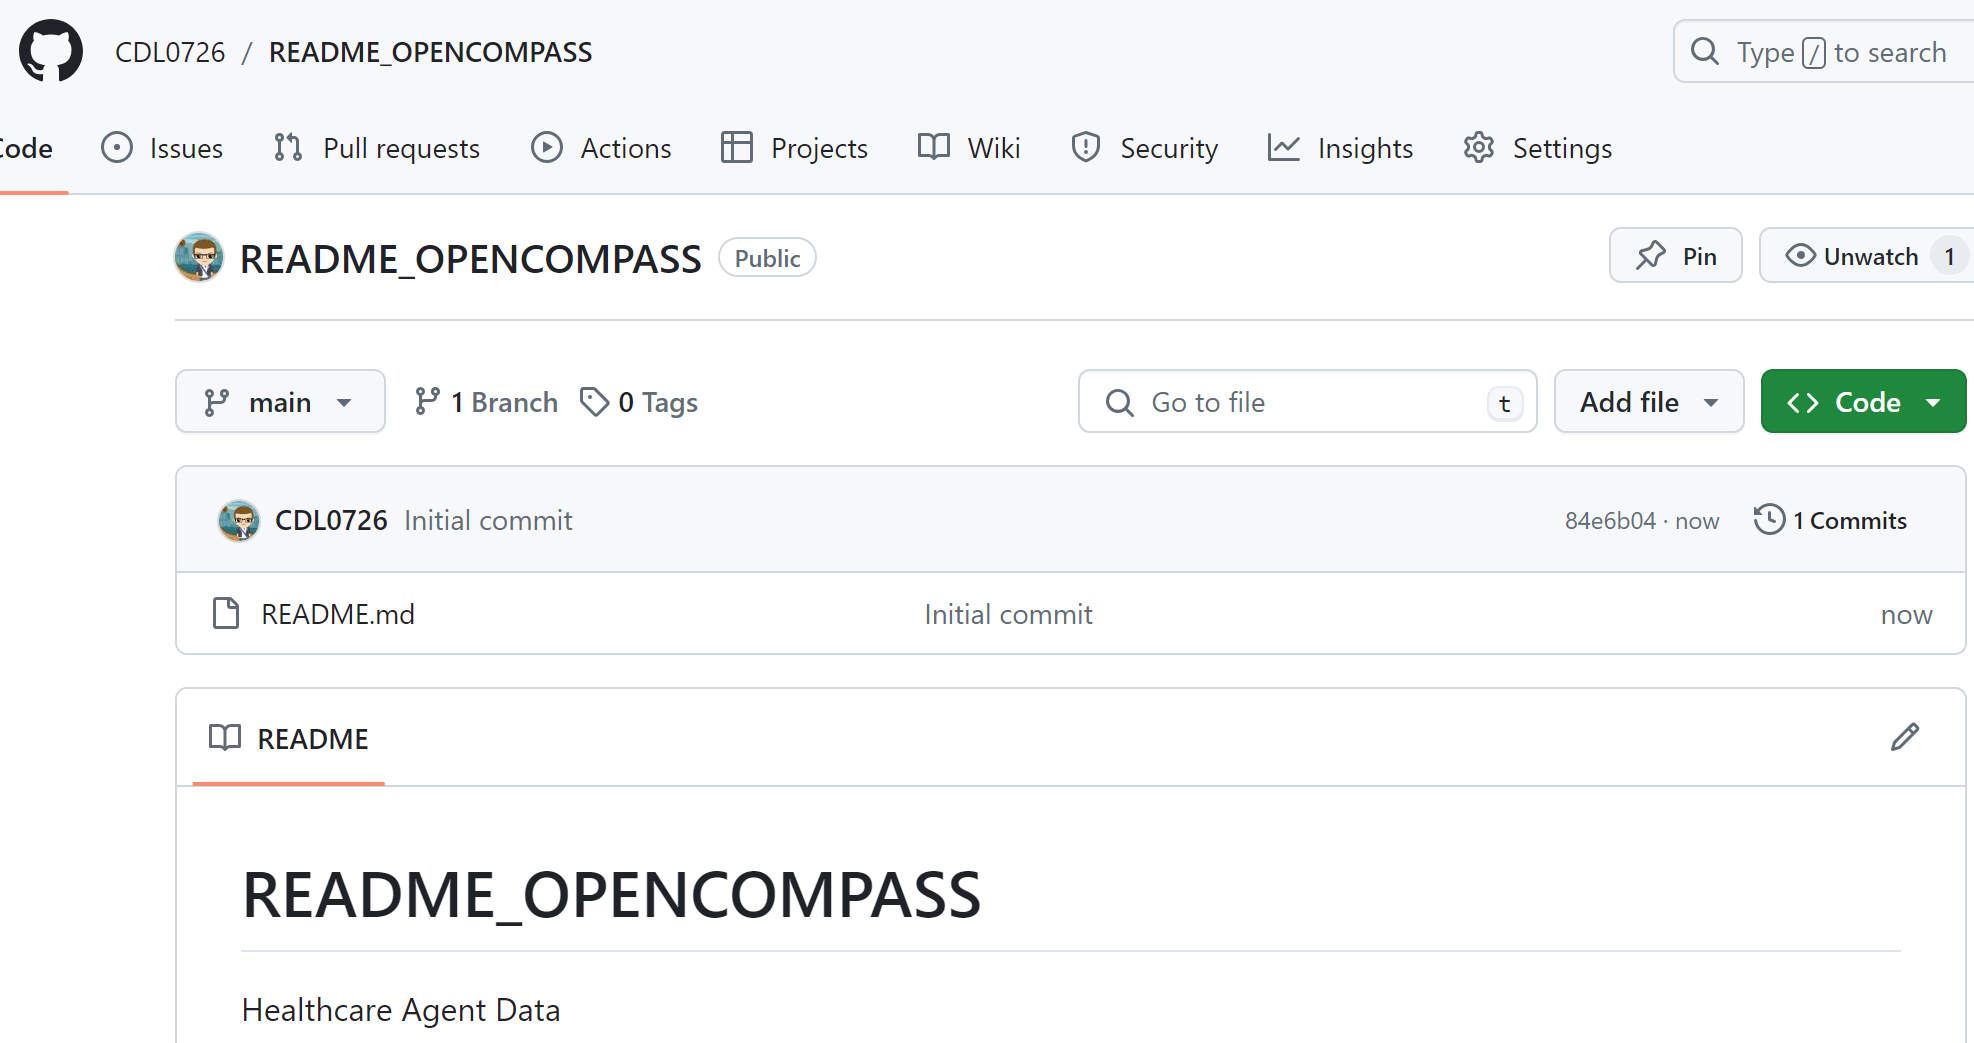 CDL0726 / README_OPENCOMPASS
Type / to search
Code Issues Pull requests Actions Projects Wiki Security Insights Settings
README_OPENCOMPASS Public
Pin Unwatch 1
main 1 Branch 0 Tags
Go to file t Add file <> Code
CDL0726 Initial commit 84e6b04 · now 1 Commits
README.md Initial commit now
README
README_OPENCOMPASS
Healthcare Agent Data